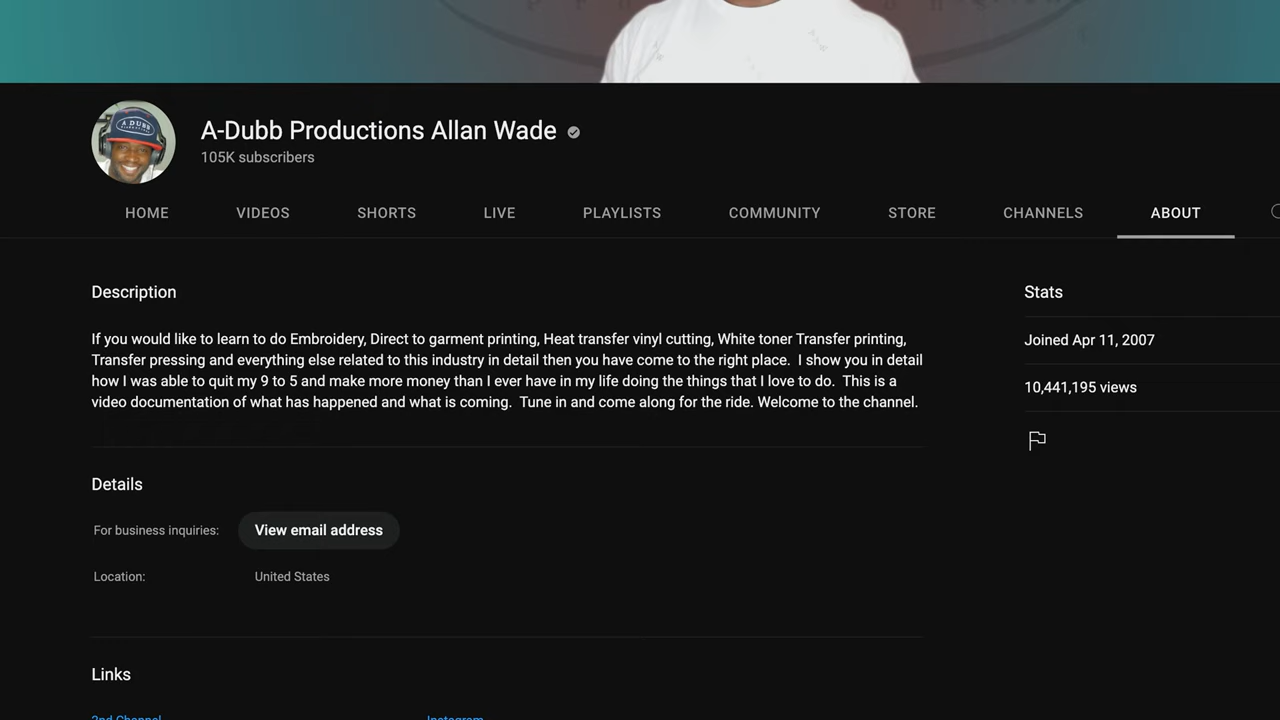 A-Dubb Productions Allan Wade
105K subscribers
HOME VIDEOS SHORTS LIVE PLAYLISTS COMMUNITY STORE CHANNELS ABOUT
Description
If you would like to learn to do Embroidery, Direct to garment printing, Heat transfer vinyl cutting, White toner Transfer printing,
Transfer pressing and everything else related to this industry in detail then you have come to the right place.  I show you in detail
how I was able to quit my 9 to 5 and make more money than I ever have in my life doing the things that I love to do.  This is a
video documentation of what has happened and what is coming.  Tune in and come along for the ride. Welcome to the channel.
Stats
Joined Apr 11, 2007
10,441,195 views
Details
For business inquiries: View email address
Location: United States
Links
2nd Channel Instagram